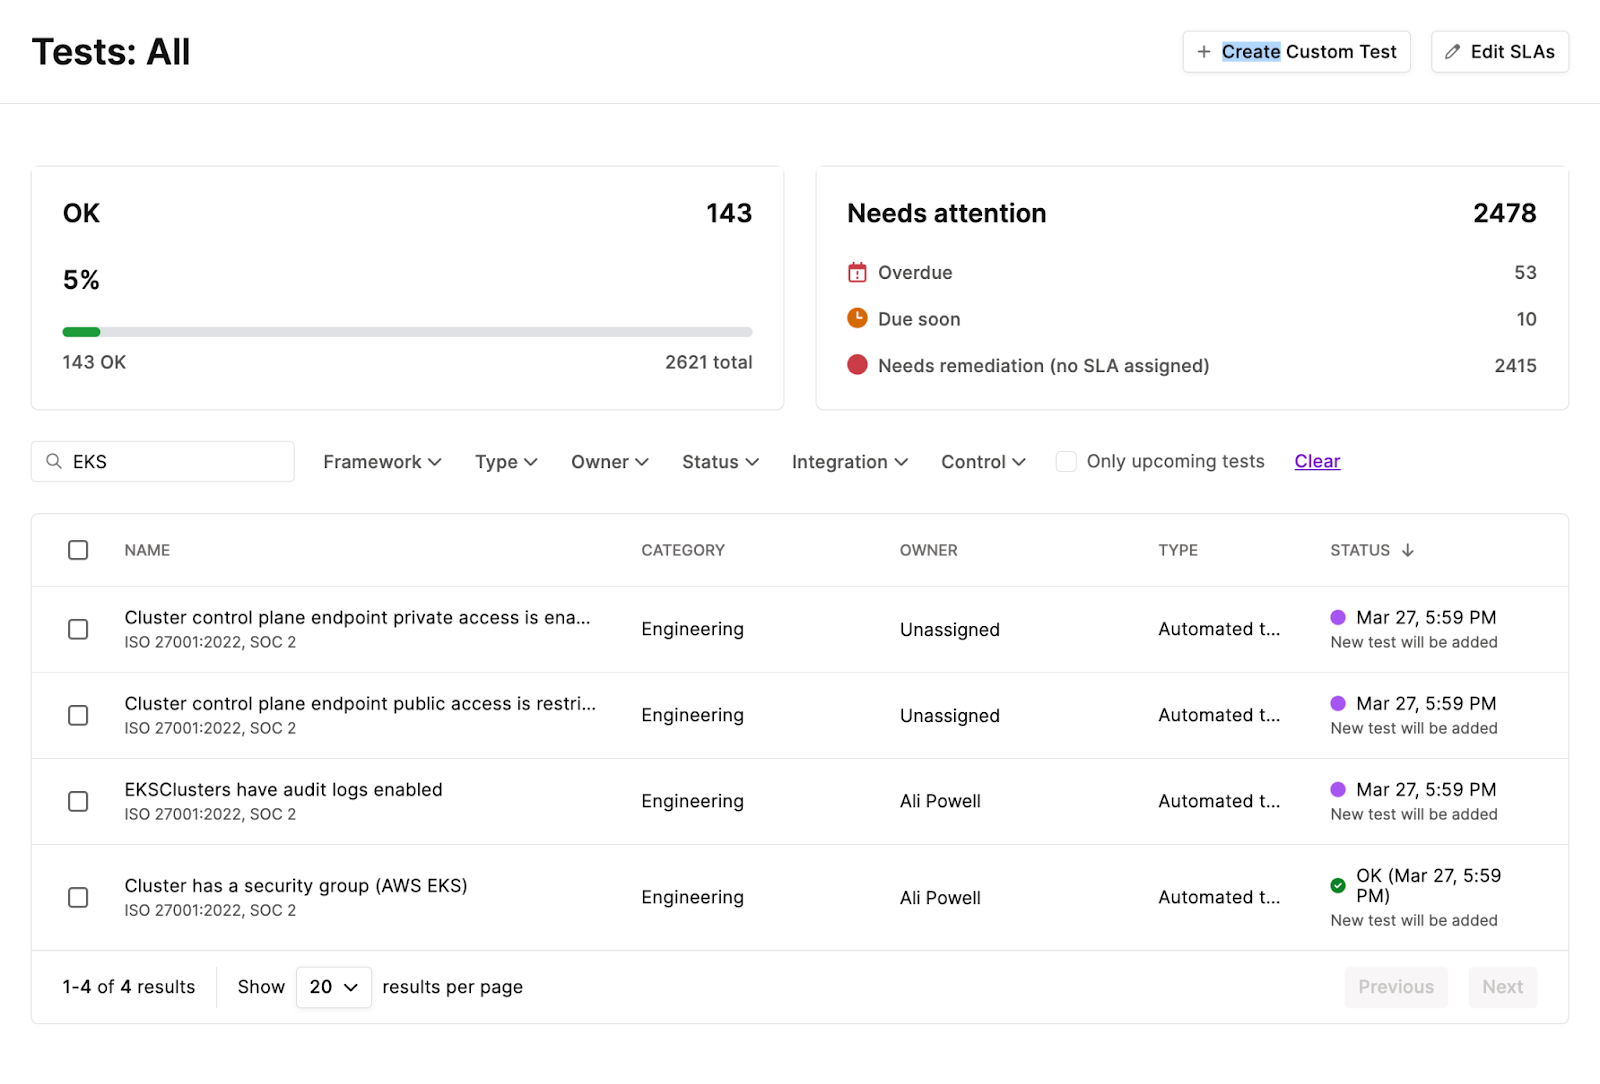 Tests: All
Create Custom Test
Edit SLAs
OK 143
5%
143 OK 2621 total
Needs attention 2478
Overdue 53
Due soon 10
Needs remediation (no SLA assigned) 2415
EKS Framework Type Owner Status Integration Control Only upcoming tests Clear
NAME CATEGORY OWNER TYPE STATUS
Cluster control plane endpoint private access is ena...
ISO 27001:2022, SOC 2
Engineering
Unassigned
Automated t...
Mar 27, 5:59 PM
New test will be added
Cluster control plane endpoint public access is restri...
ISO 27001:2022, SOC 2
Engineering
Unassigned
Automated t...
Mar 27, 5:59 PM
New test will be added
EKSClusters have audit logs enabled
ISO 27001:2022, SOC 2
Engineering
Ali Powell
Automated t...
Mar 27, 5:59 PM
New test will be added
Cluster has a security group (AWS EKS)
ISO 27001:2022, SOC 2
Engineering
Ali Powell
Automated t...
OK (Mar 27, 5:59
PM)
New test will be added
1-4 of 4 results Show 20 results per page Previous Next